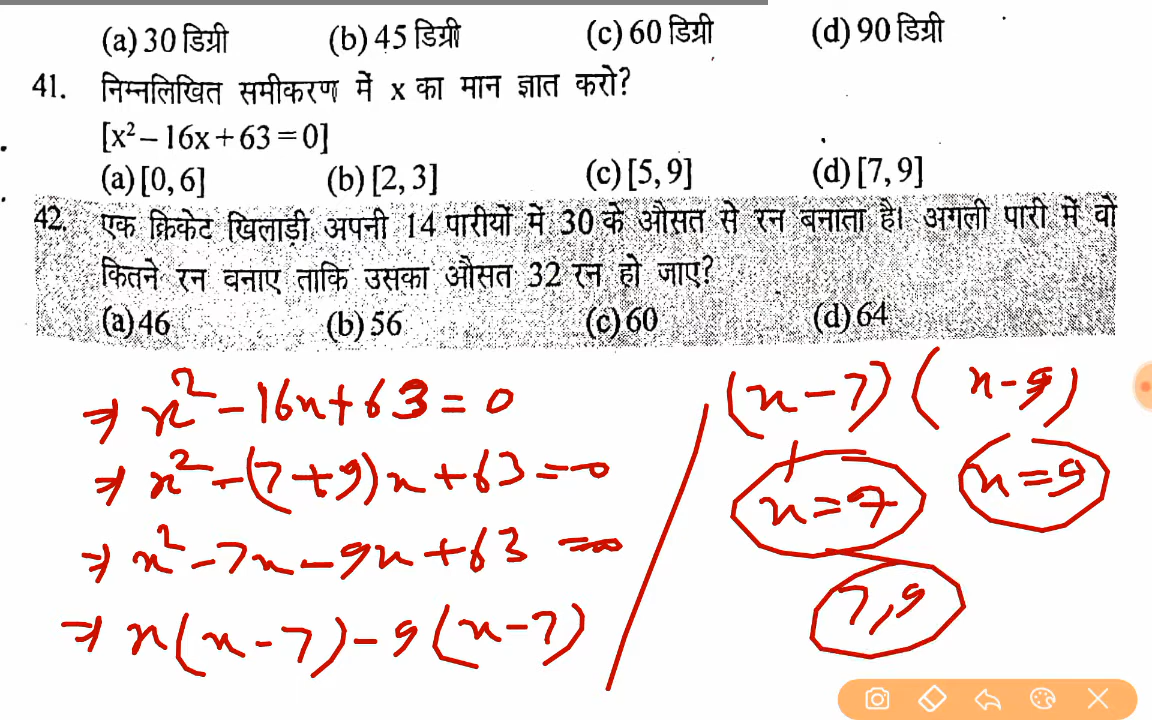 (a) 30 डिग्री (b) 45 डिग्री (c) 60 डिग्री (d) 90 डिग्री
41. निम्नलिखित समीकरण में x का मान ज्ञात करो?
[x² – 16x + 63 = 0]
(a) [0, 6] (b) [2, 3] (c) [5, 9] (d) [7, 9]
42. एक क्रिकेट खिलाड़ी अपनी 14 पारीयों में 30 के औसत से रन बनाता है। अगली पारी में वो
कितने रन बनाए ताकि उसका औसत 32 रन हो जाए?
(a) 46 (b) 56 (c) 60 (d) 64
⇒ x² – 16x + 63 = 0
⇒ x² – (7+9)x + 63 = 0
⇒ x² – 7x – 9x + 63 = 0
⇒ x(x – 7) – 9(x – 7)
(x – 7)(x – 9)
x = 7 x = 9
7, 9